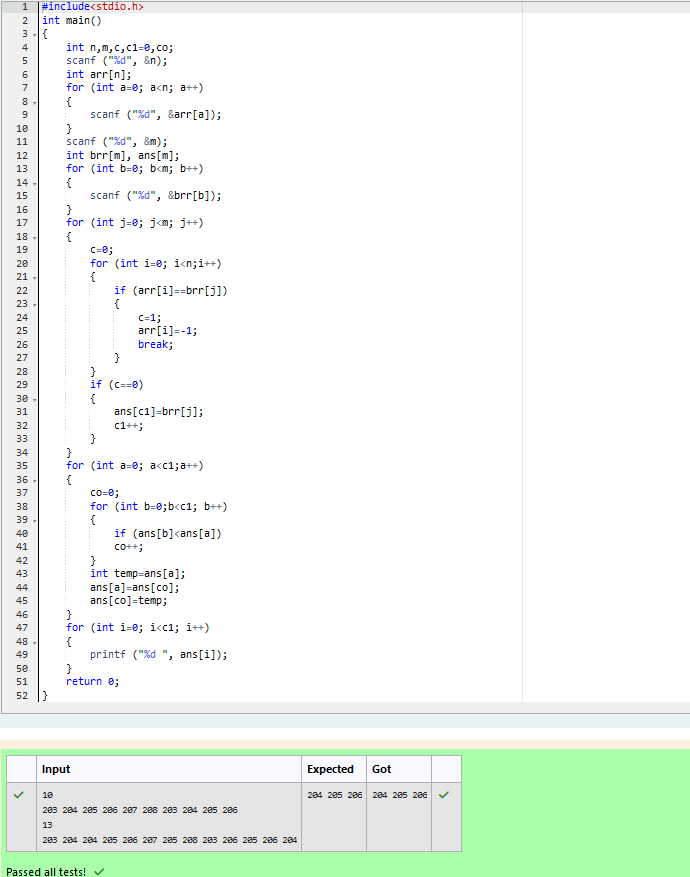 1 #include<stdio.h>
2 int main()
3 {
4 int n,m,c,c1=0,co;
5 scanf ("%d", &n);
6 int arr[n];
7 for (int a=0; a<n; a++)
8 {
9 scanf ("%d", &arr[a]);
10 }
11 scanf ("%d", &m);
12 int brr[m], ans[m];
13 for (int b=0; b<m; b++)
14 {
15 scanf ("%d", &brr[b]);
16 }
17 for (int j=0; j<m; j++)
18 {
19 c=0;
20 for (int i=0; i<n;i++)
21 {
22 if (arr[i]==brr[j])
23 {
24 c=1;
25 arr[i]=-1;
26 break;
27 }
28 }
29 if (c==0)
30 {
31 ans[c1]=brr[j];
32 c1++;
33 }
34 }
35 for (int a=0; a<c1;a++)
36 {
37 co=0;
38 for (int b=0;b<c1; b++)
39 {
40 if (ans[b]<ans[a])
41 co++;
42 }
43 int temp=ans[a];
44 ans[a]=ans[co];
45 ans[co]=temp;
46 }
47 for (int i=0; i<c1; i++)
48 {
49 printf ("%d ", ans[i]);
50 }
51 return 0;
52 }
Input Expected Got
10 204 205 206 204 205 206
203 204 205 206 207 208 203 204 205 206
13
203 204 204 205 206 207 205 208 203 206 205 206 204
Passed all tests!